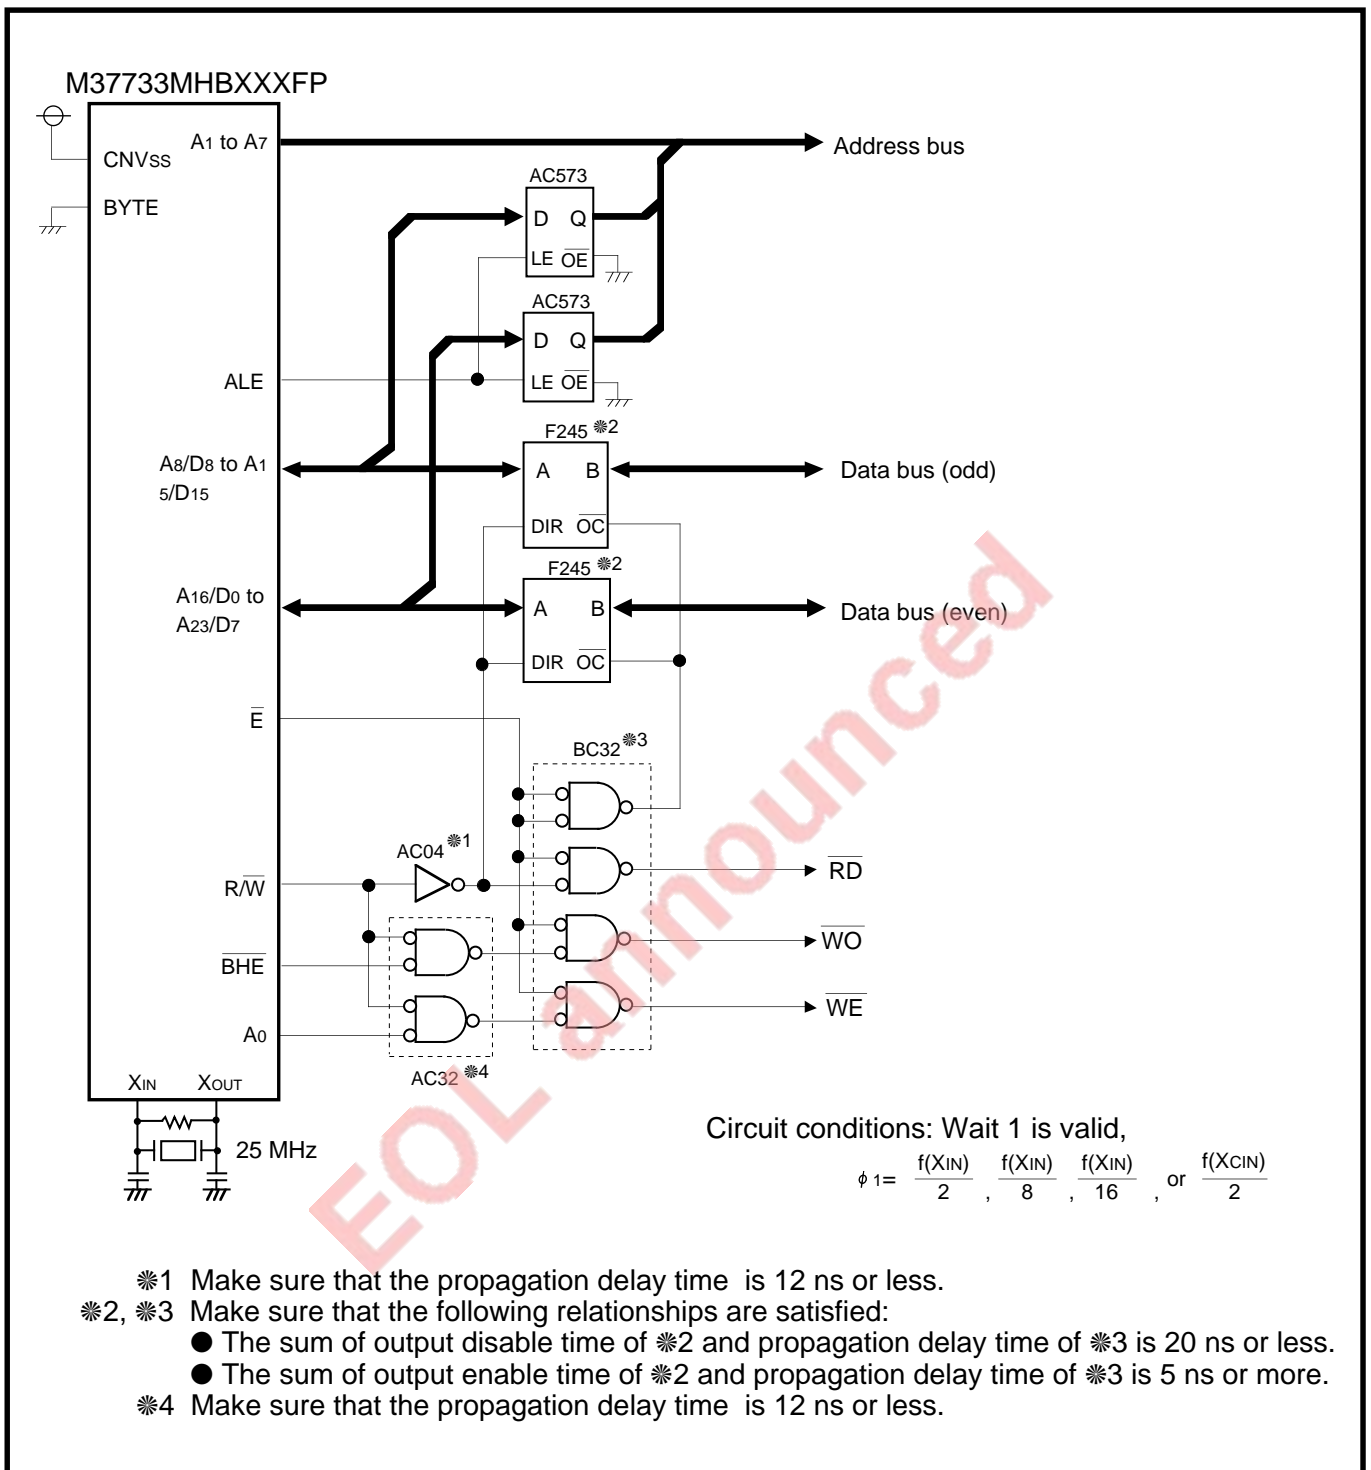 M37733MHBXXXFP
CNVss
A1 to A7
Address bus
BYTE
AC573
D Q
LE OE
AC573
D Q
LE OE
ALE
F245 ❋2
A8/D8 to A1
5/D15
A B
Data bus (odd)
DIR OC
F245 ❋2
A16/D0 to
A23/D7
A B
Data bus (even)
DIR OC
E
BC32 ❋3
AC04 ❋1
R/W
RD
BHE
WO
WE
A0
AC32 ❋4
XIN XOUT
25 MHz
Circuit conditions: Wait 1 is valid,
ϕ 1= f(XIN)/2 , f(XIN)/8 , f(XIN)/16 , or f(XCIN)/2
❋1 Make sure that the propagation delay time is 12 ns or less.
❋2, ❋3 Make sure that the following relationships are satisfied:
● The sum of output disable time of ❋2 and propagation delay time of ❋3 is 20 ns or less.
● The sum of output enable time of ❋2 and propagation delay time of ❋3 is 5 ns or more.
❋4 Make sure that the propagation delay time is 12 ns or less.
EOL announced